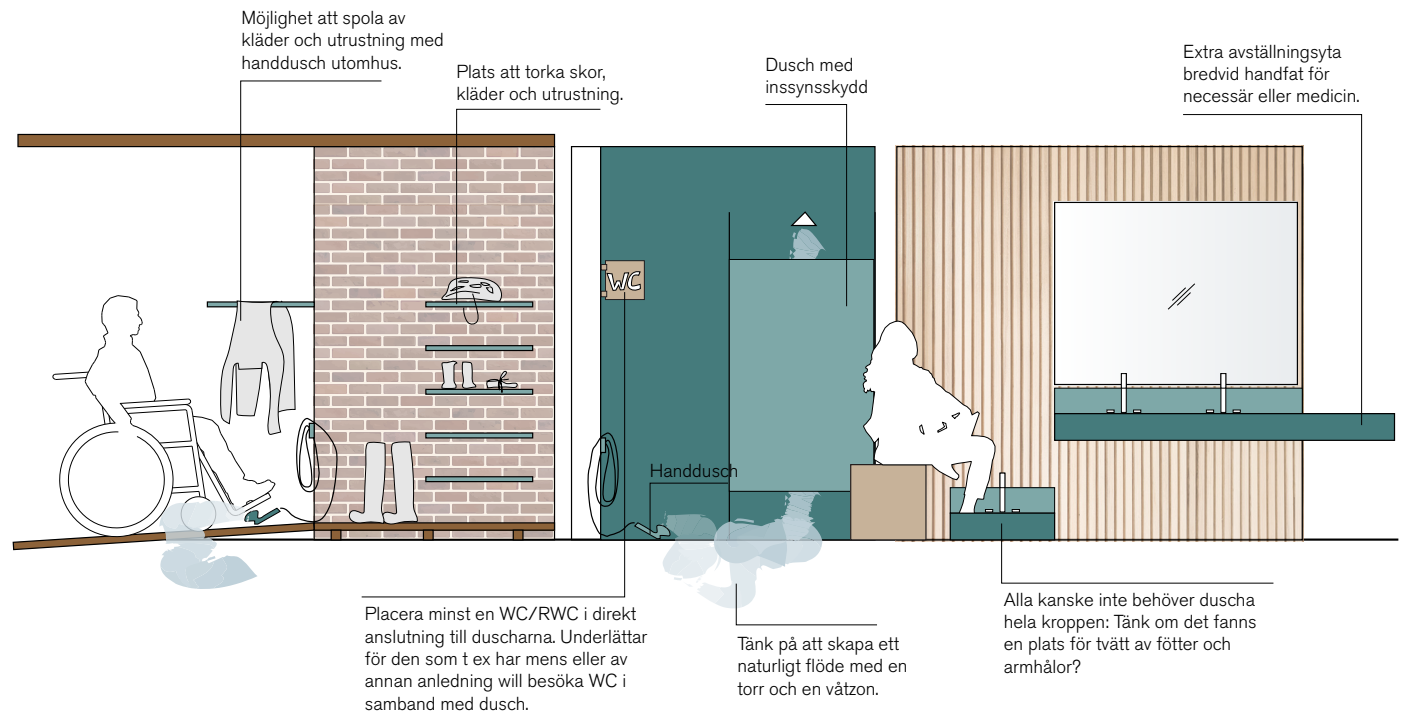 Möjlighet att spola av
kläder och utrustning med
handdusch utomhus.
Plats att torka skor,
kläder och utrustning.
Dusch med
inssynsskydd
Extra avställningsyta
bredvid handfat för
necessär eller medicin.
WC
Handdusch
Placera minst en WC/RWC i direkt
anslutning till duscharna. Underlättar
för den som t ex har mens eller av
annan anledning will besöka WC i
samband med dusch.
Tänk på att skapa ett
naturligt flöde med en
torr och en våtzon.
Alla kanske inte behöver duscha
hela kroppen: Tänk om det fanns
en plats för tvätt av fötter och
armhålor?